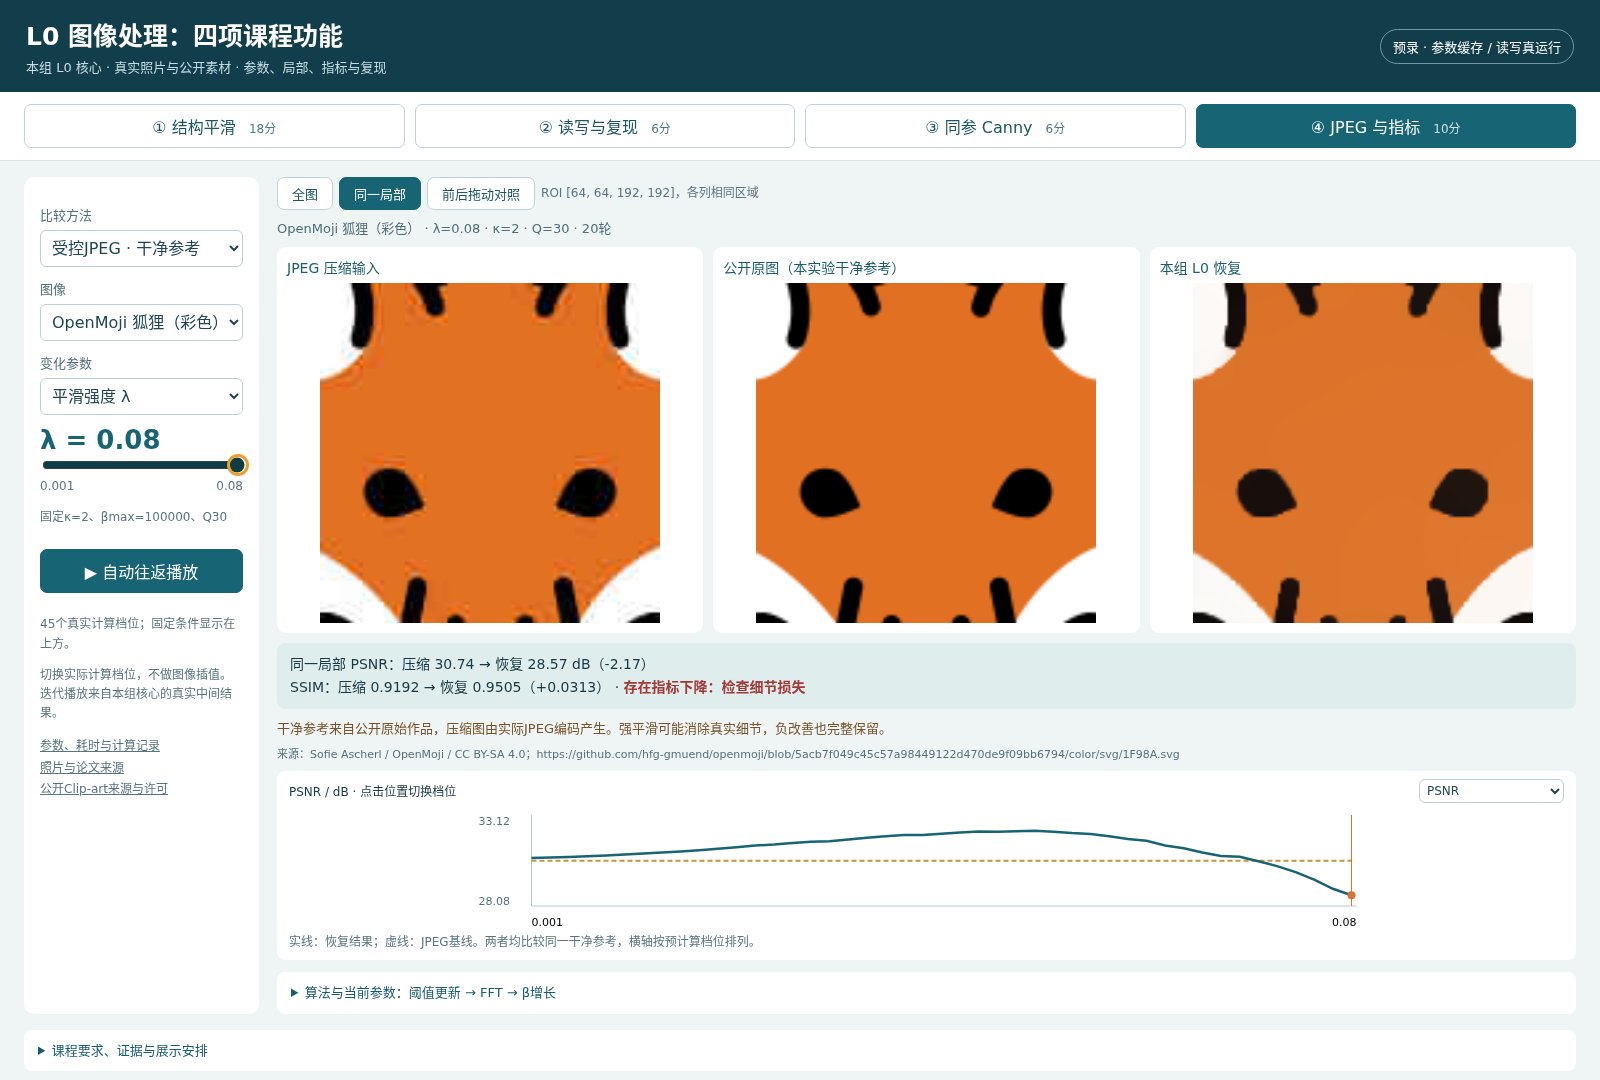 L0 图像处理：四项课程功能
本组 L0 核心 · 真实照片与公开素材 · 参数、局部、指标与复现
预录 · 参数缓存 / 读写真运行
① 结构平滑 18分
② 读写与复现 6分
③ 同参 Canny 6分
④ JPEG 与指标 10分
比较方法
受控JPEG · 干净参考
图像
OpenMoji 狐狸（彩色）
变化参数
平滑强度 λ
λ = 0.08
0.001
0.08
固定κ=2、βmax=100000、Q30
▶ 自动往返播放
45个真实计算档位；固定条件显示在
上方。
切换实际计算档位，不做图像插值。
迭代播放来自本组核心的真实中间结
果。
参数、耗时与计算记录
照片与论文来源
公开Clip-art来源与许可
全图
同一局部
前后拖动对照
ROI [64, 64, 192, 192]，各列相同区域
OpenMoji 狐狸（彩色） · λ=0.08 · κ=2 · Q=30 · 20轮
JPEG 压缩输入
公开原图（本实验干净参考）
本组 L0 恢复
同一局部 PSNR：压缩 30.74 → 恢复 28.57 dB（-2.17）
SSIM：压缩 0.9192 → 恢复 0.9505（+0.0313） · 存在指标下降：检查细节损失
干净参考来自公开原始作品，压缩图由实际JPEG编码产生。强平滑可能消除真实细节，负改善也完整保留。
来源：Sofie Ascherl / OpenMoji / CC BY-SA 4.0；https://github.com/hfg-gmuend/openmoji/blob/5acb7f049c45c57a98449122d470de9f09bb6794/color/svg/1F98A.svg
PSNR / dB · 点击位置切换档位
PSNR
33.12
28.08
0.001
0.08
实线：恢复结果；虚线：JPEG基线。两者均比较同一干净参考，横轴按预计算档位排列。
▶ 算法与当前参数：阈值更新 → FFT → β增长
▶ 课程要求、证据与展示安排